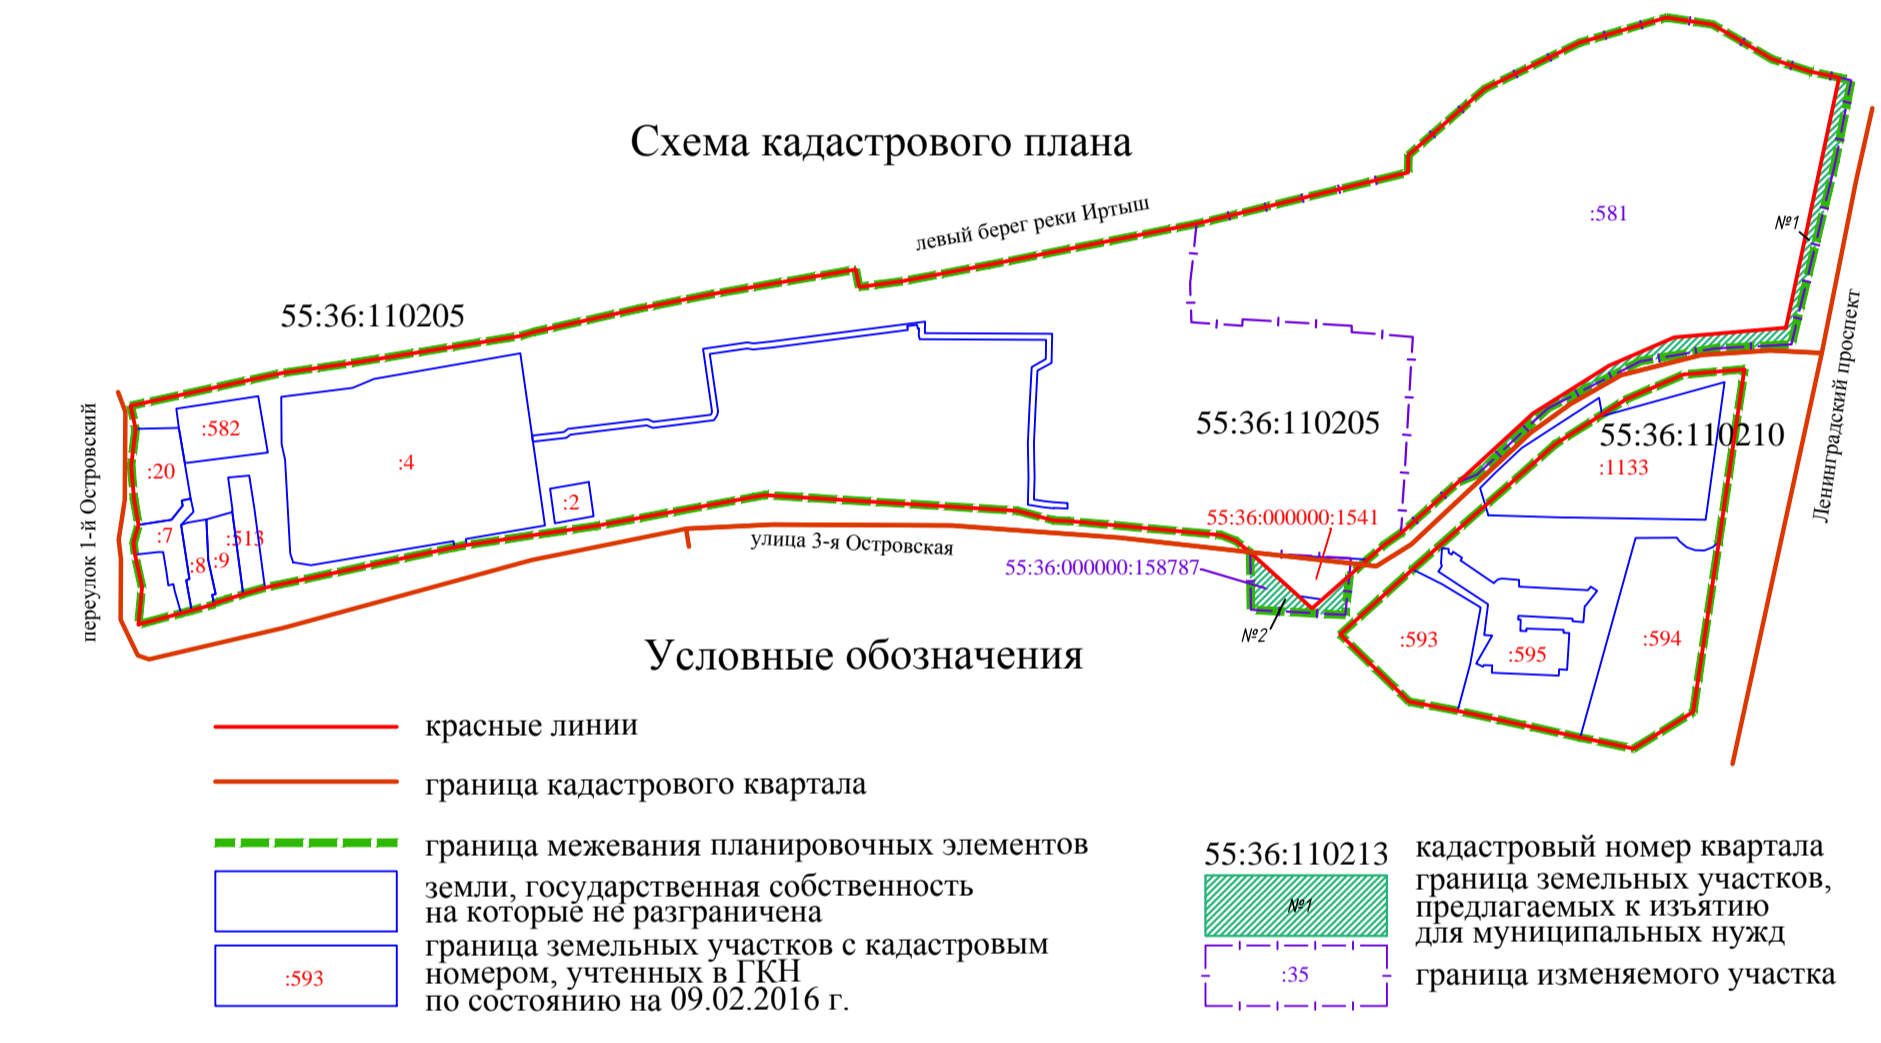 Схема кадастрового плана
левый берег реки Иртыш
:581
№1
55:36:110205
Ленинградский проспект
переулок 1-й Островский
:582
:20
:4
:2
:7
:8
:9
:513
55:36:110205
55:36:110210
:1133
55:36:000000:1541
улица 3-я Островская
55:36:000000:158787
№2
:593
:595
:594
Условные обозначения
красные линии
граница кадастрового квартала
граница межевания планировочных элементов
земли, государственная собственность
на которые не разграничена
:593
граница земельных участков с кадастровым
номером, учтенных в ГКН
по состоянию на 09.02.2016 г.
55:36:110213
кадастровый номер квартала
№1
граница земельных участков,
предлагаемых к изъятию
для муниципальных нужд
:35
граница изменяемого участка